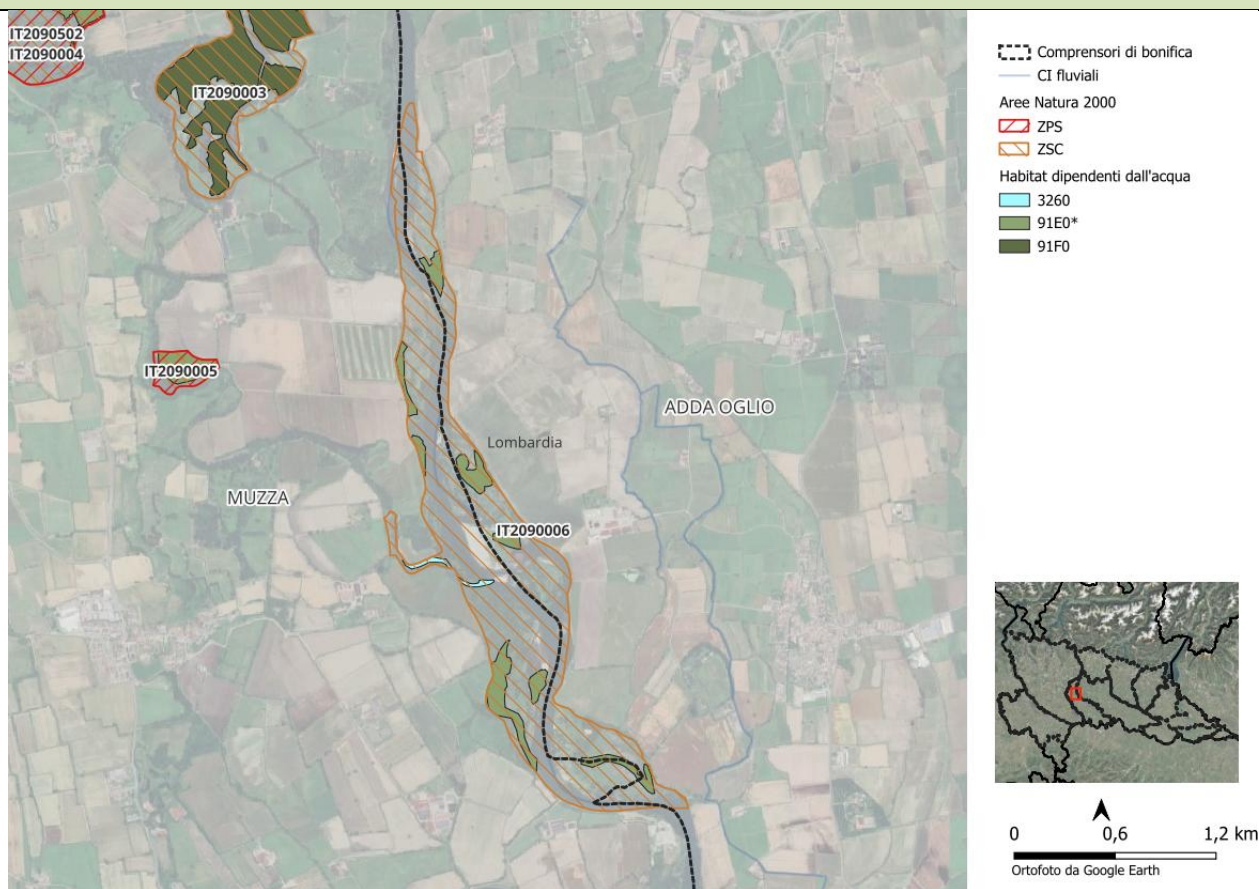 IT2090502
IT2090004
IT2090003
IT2090005
ADDA OGLIO
Lombardia
MUZZA
IT2090006
Comprensori di bonifica
CI fluviali
Aree Natura 2000
ZPS
ZSC
Habitat dipendenti dall'acqua
3260
91E0*
91F0
0 0,6 1,2 km
Ortofoto da Google Earth